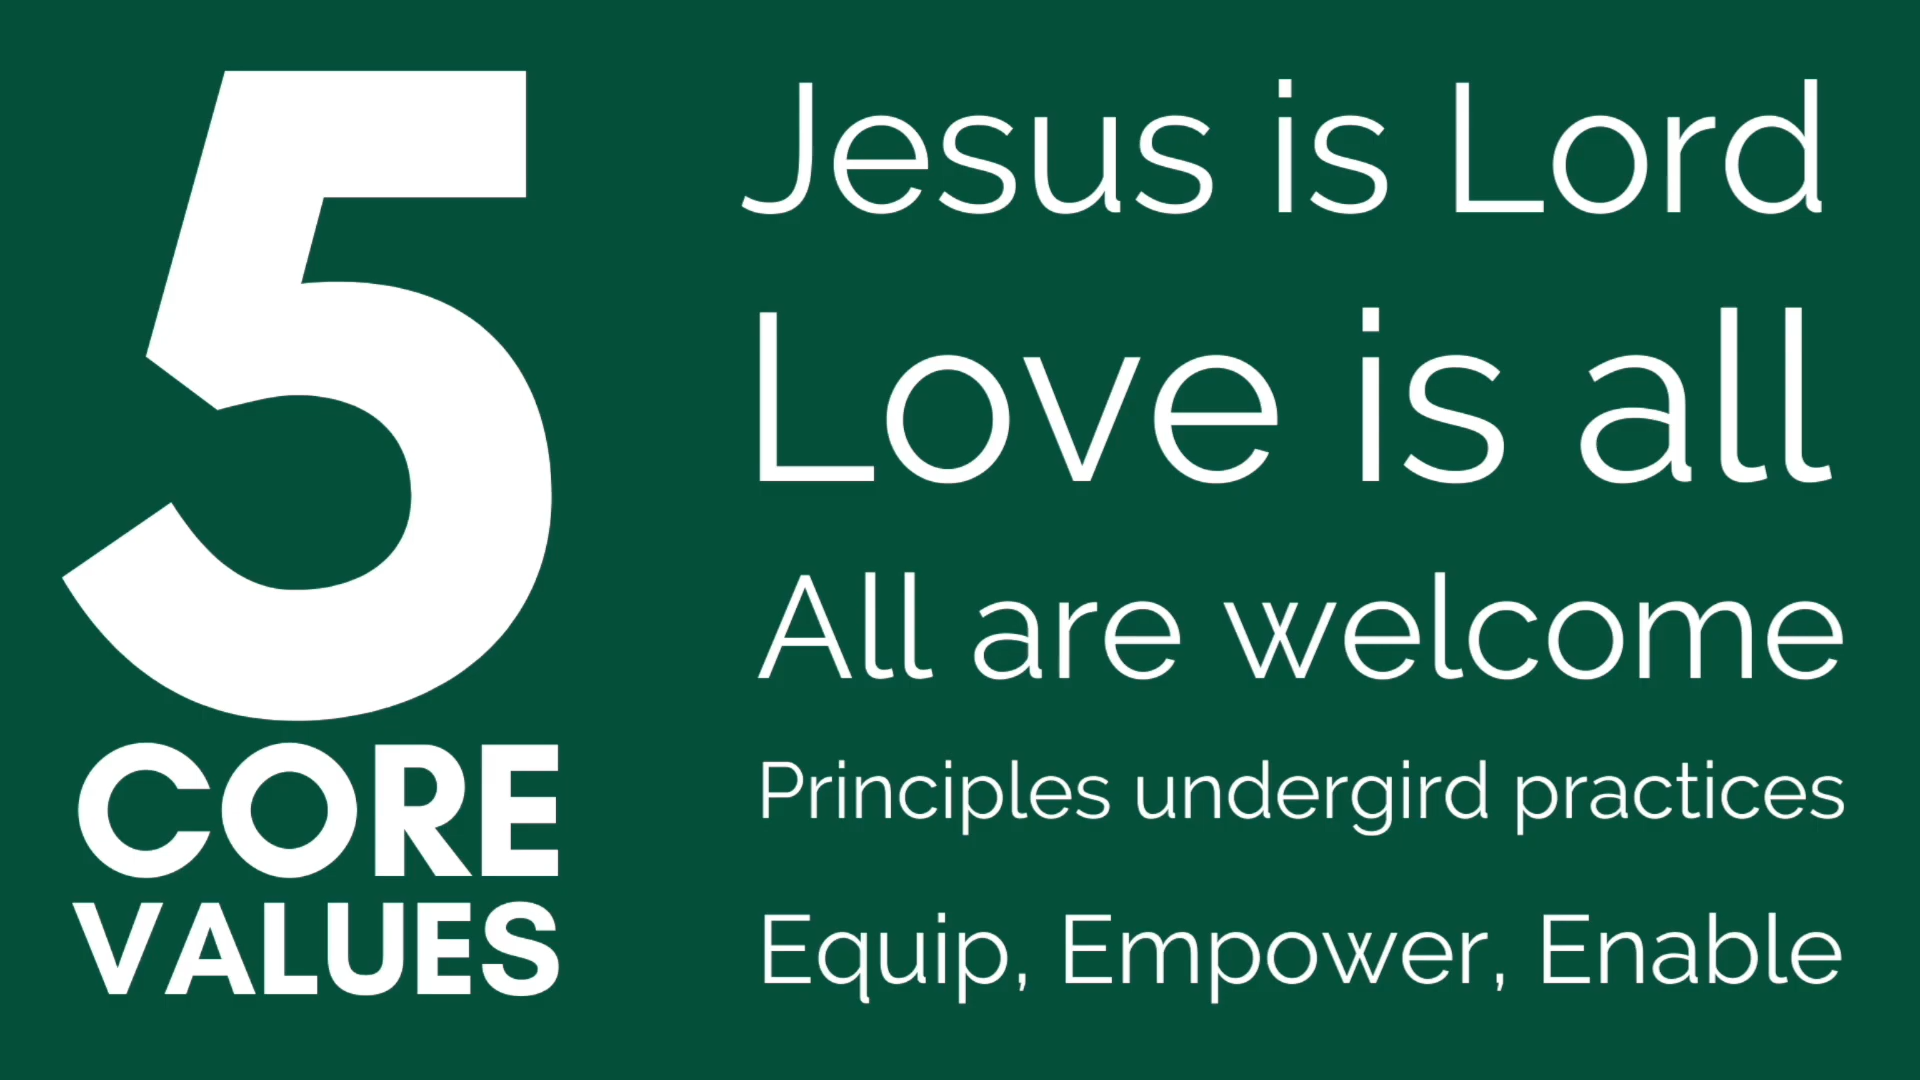 5
CORE
VALUES
Jesus is Lord
Love is all
All are welcome
Principles undergird practices
Equip, Empower, Enable